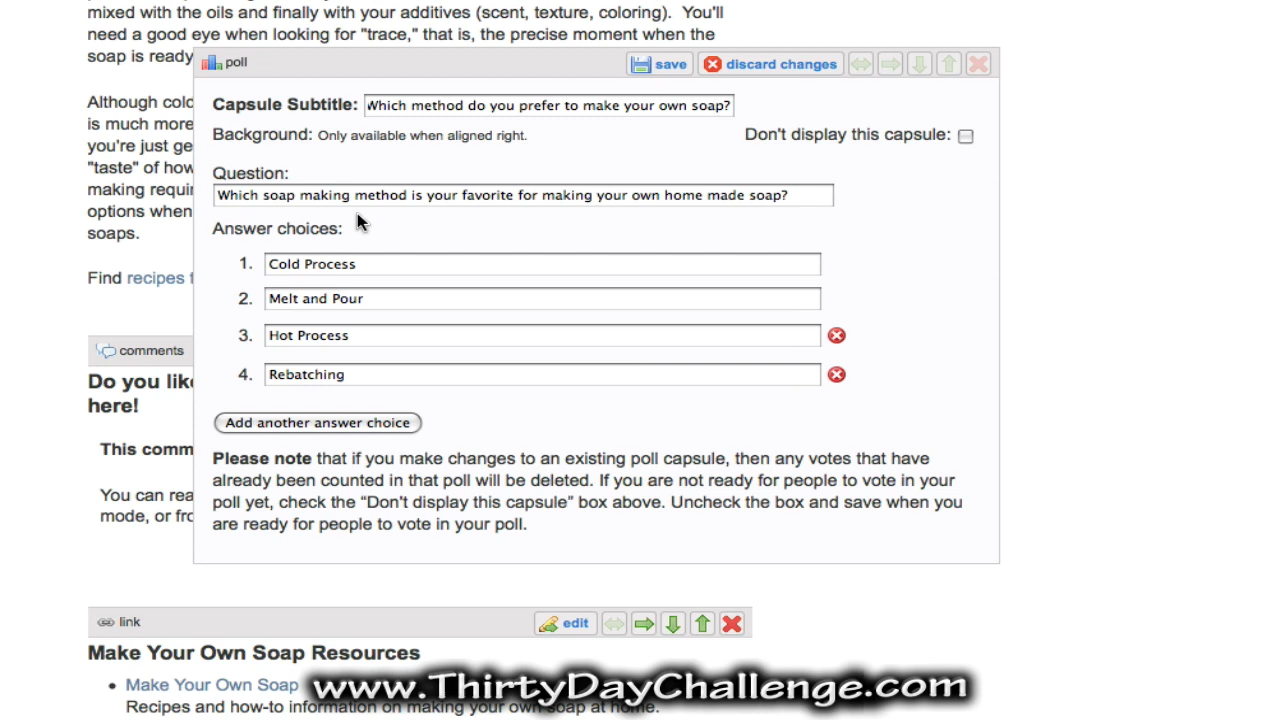 mixed with the oils and finally with your additives (scent, texture, coloring). You'll
need a good eye when looking for "trace," that is, the precise moment when the
soap is ready
poll
save
discard changes
Capsule Subtitle: Which method do you prefer to make your own soap?
Background: Only available when aligned right.
Don't display this capsule:
Question:
Which soap making method is your favorite for making your own home made soap?
Answer choices:
1. Cold Process
2. Melt and Pour
3. Hot Process
4. Rebatching
Add another answer choice
Please note that if you make changes to an existing poll capsule, then any votes that have
already been counted in that poll will be deleted. If you are not ready for people to vote in your
poll yet, check the “Don't display this capsule” box above. Uncheck the box and save when you
are ready for people to vote in your poll.
Although
is much more
you're just
"taste" of how
making
options when
soaps.
Find recipes
comments
Do you
here!
This
You can
mode, or
link
edit
Make Your Own Soap Resources
• Make Your Own Soap
Recipes and how-to information on making your own soap at home.
www.ThirtyDayChallenge.com